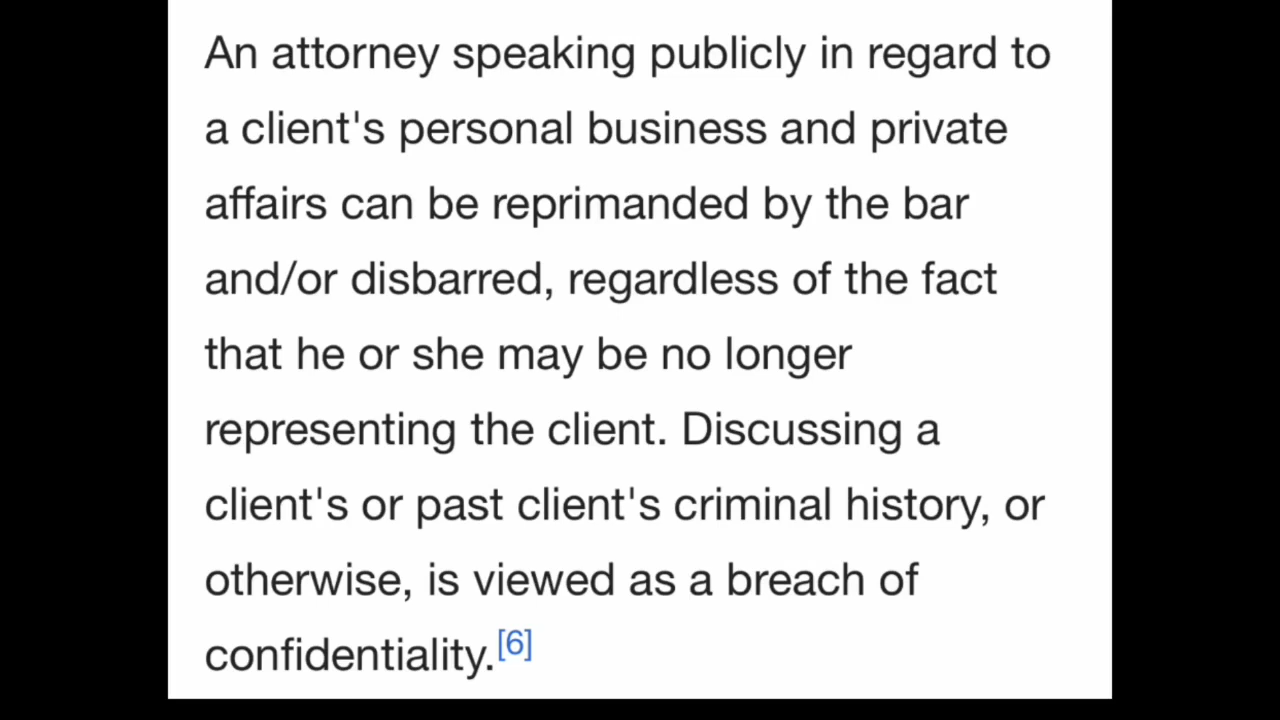 An attorney speaking publicly in regard to
a client's personal business and private
affairs can be reprimanded by the bar
and/or disbarred, regardless of the fact
that he or she may be no longer
representing the client. Discussing a
client's or past client's criminal history, or
otherwise, is viewed as a breach of
confidentiality.[6]